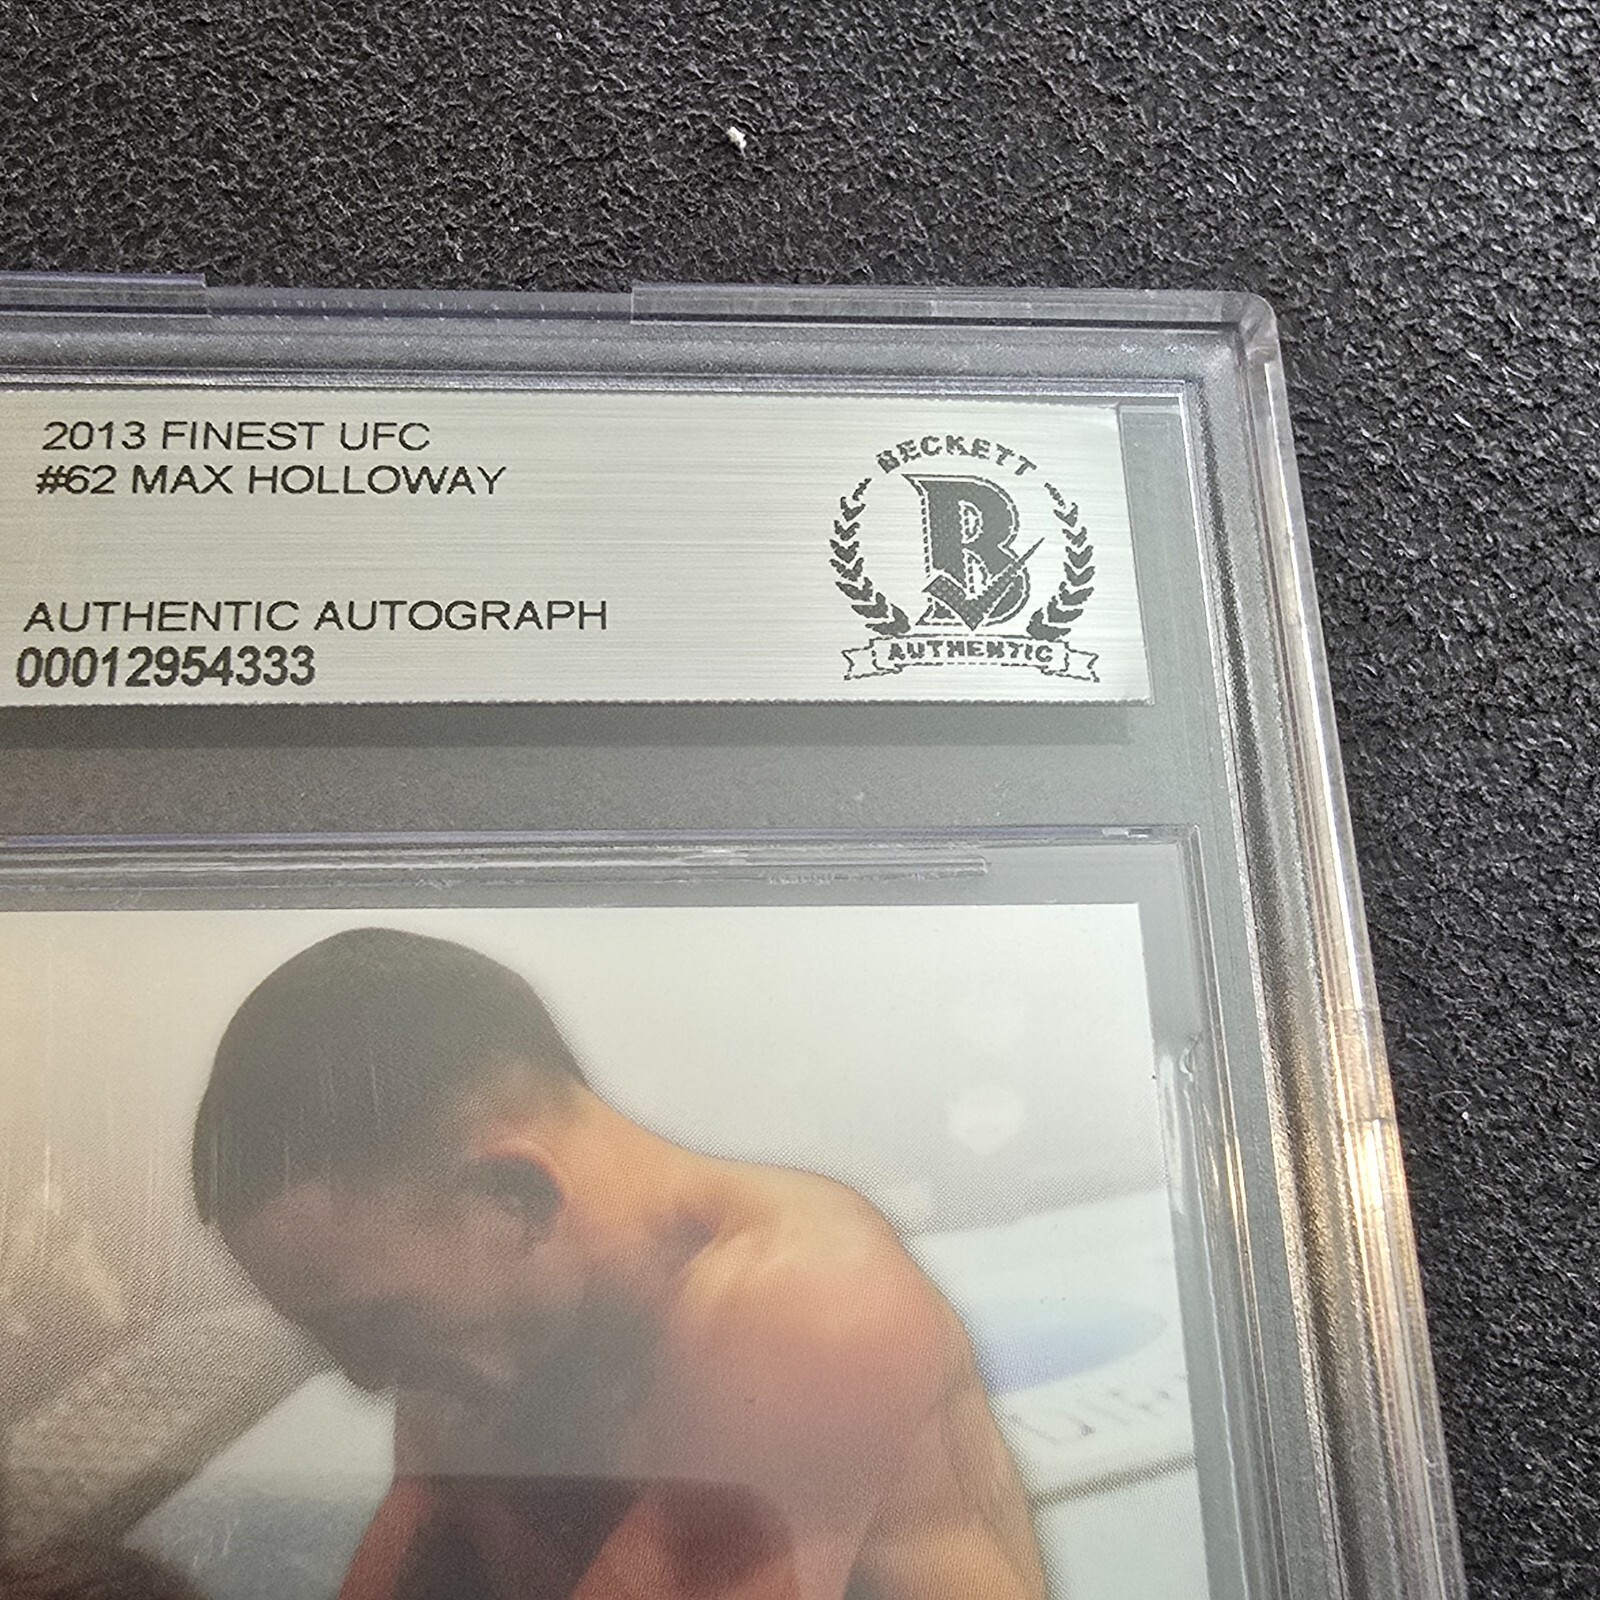 2013 FINEST UFC
#62 MAX HOLLOWAY
AUTHENTIC AUTOGRAPH
00012954333
BECKETT
B
AUTHENTIC